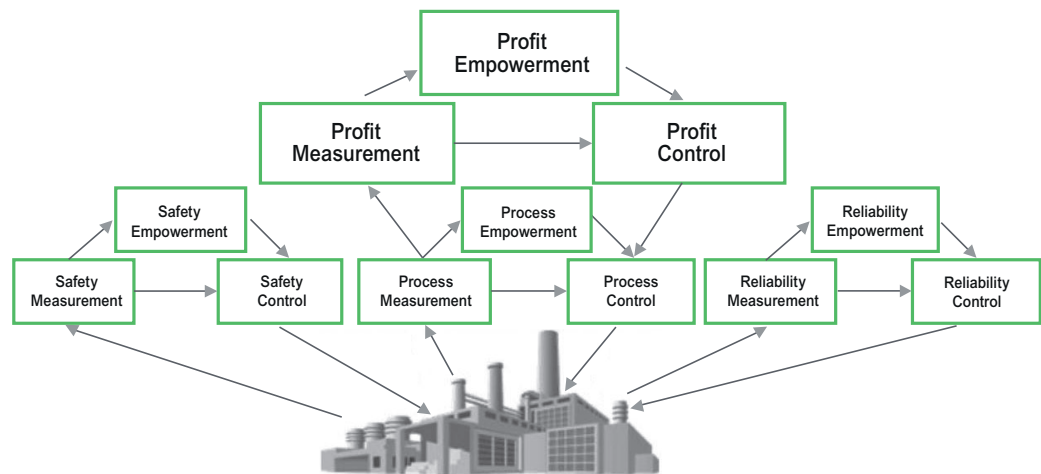 Profit
Empowerment
Profit
Measurement
Profit
Control
Safety
Empowerment
Process
Empowerment
Reliability
Empowerment
Safety
Measurement
Safety
Control
Process
Measurement
Process
Control
Reliability
Measurement
Reliability
Control